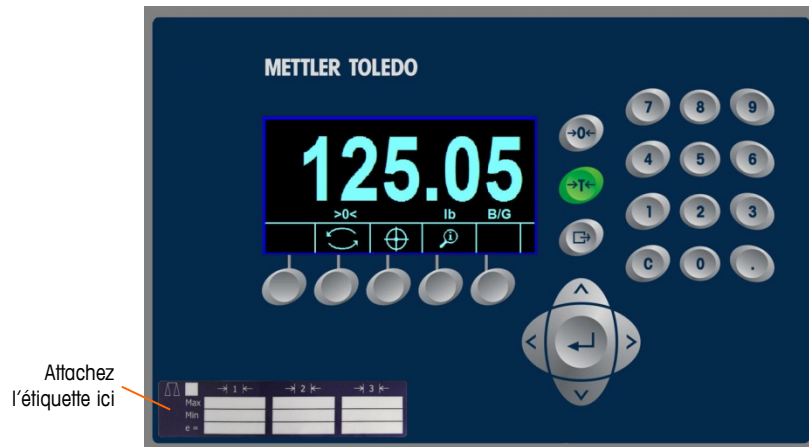 METTLER TOLEDO
125.05
>0< lb B/G
7 8 9
→0←
4 5 6
→T←
1 2 3
C 0 .
Attachez
l'étiquette ici
→| 1 |← →| 2 |← →| 3 |←
Max
Min
e =